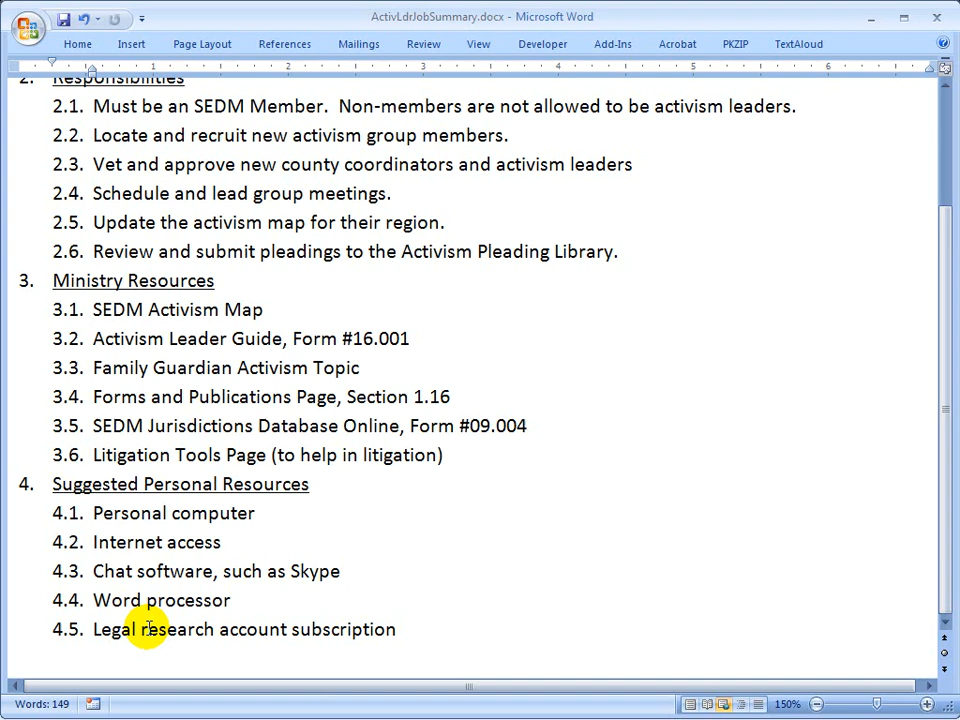 ActivLdrJobSummary.docx - Microsoft Word
Home Insert Page Layout References Mailings Review View Developer Add-Ins Acrobat PKZIP TextAloud
1 2 3 4 5 6
2. Responsibilities
2.1. Must be an SEDM Member. Non-members are not allowed to be activism leaders.
2.2. Locate and recruit new activism group members.
2.3. Vet and approve new county coordinators and activism leaders
2.4. Schedule and lead group meetings.
2.5. Update the activism map for their region.
2.6. Review and submit pleadings to the Activism Pleading Library.
3. Ministry Resources
3.1. SEDM Activism Map
3.2. Activism Leader Guide, Form #16.001
3.3. Family Guardian Activism Topic
3.4. Forms and Publications Page, Section 1.16
3.5. SEDM Jurisdictions Database Online, Form #09.004
3.6. Litigation Tools Page (to help in litigation)
4. Suggested Personal Resources
4.1. Personal computer
4.2. Internet access
4.3. Chat software, such as Skype
4.4. Word processor
4.5. Legal research account subscription
Words: 149 150%